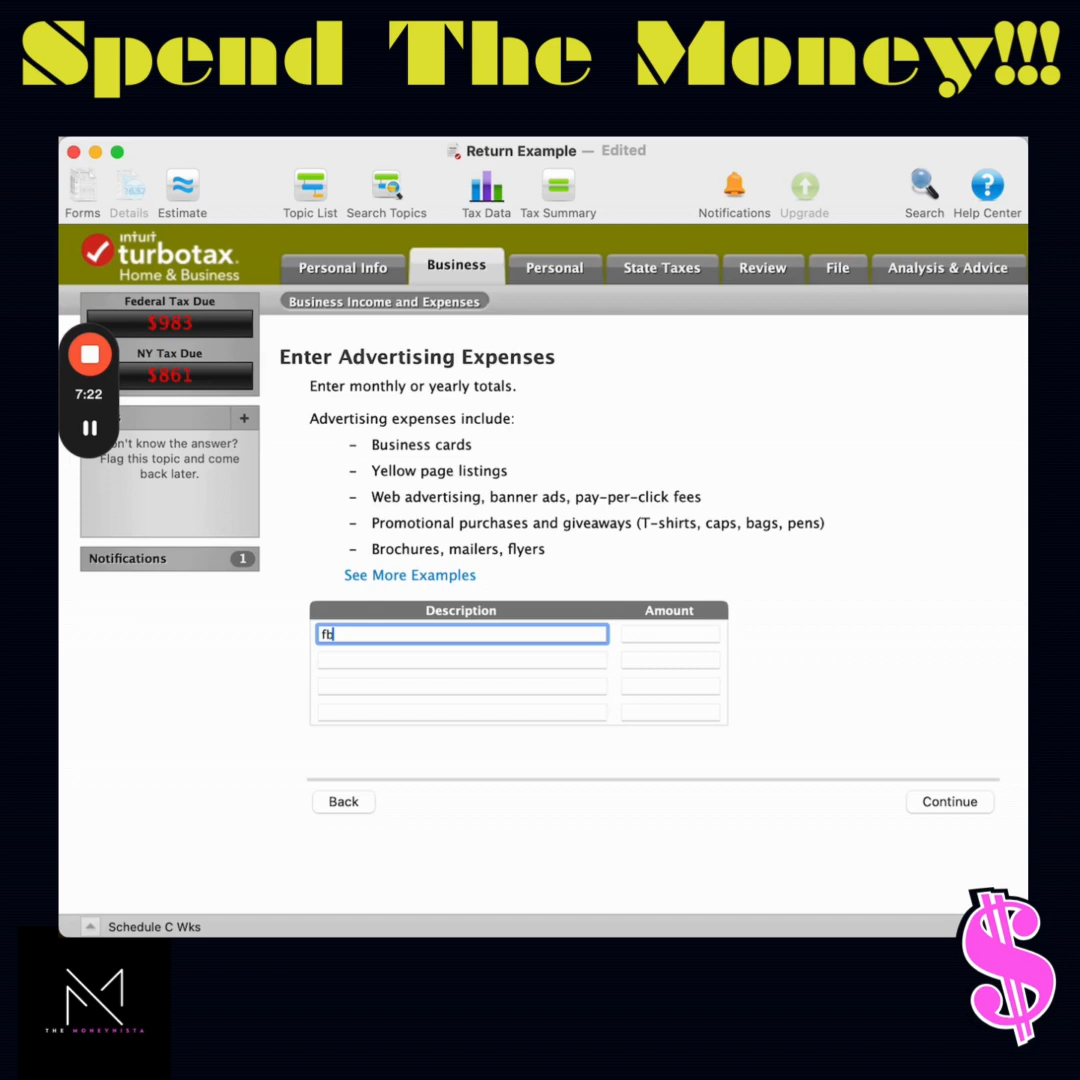 Spend The Money!!!
Return Example — Edited
Forms Details Estimate Topic List Search Topics Tax Data Tax Summary Notifications Upgrade Search Help Center
intuit
turbotax.
Home & Business
Personal Info Business Personal State Taxes Review File Analysis & Advice
Business Income and Expenses
Federal Tax Due
$983
NY Tax Due
$861
7:22
+
n't know the answer?
Flag this topic and come
back later.
Notifications 1
Enter Advertising Expenses
Enter monthly or yearly totals.
Advertising expenses include:
– Business cards
– Yellow page listings
– Web advertising, banner ads, pay-per-click fees
– Promotional purchases and giveaways (T-shirts, caps, bags, pens)
– Brochures, mailers, flyers
See More Examples
Description Amount
fb
Back Continue
Schedule C Wks
THE MONEYNISTA
$